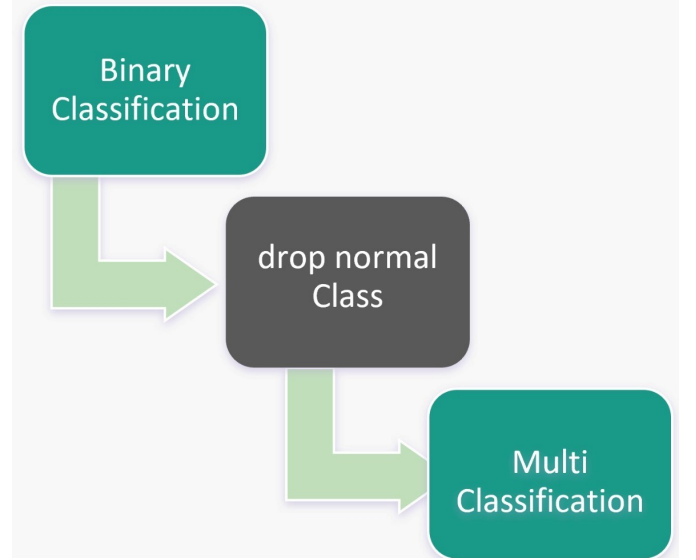 Binary
Classification
drop normal
Class
Multi
Classification